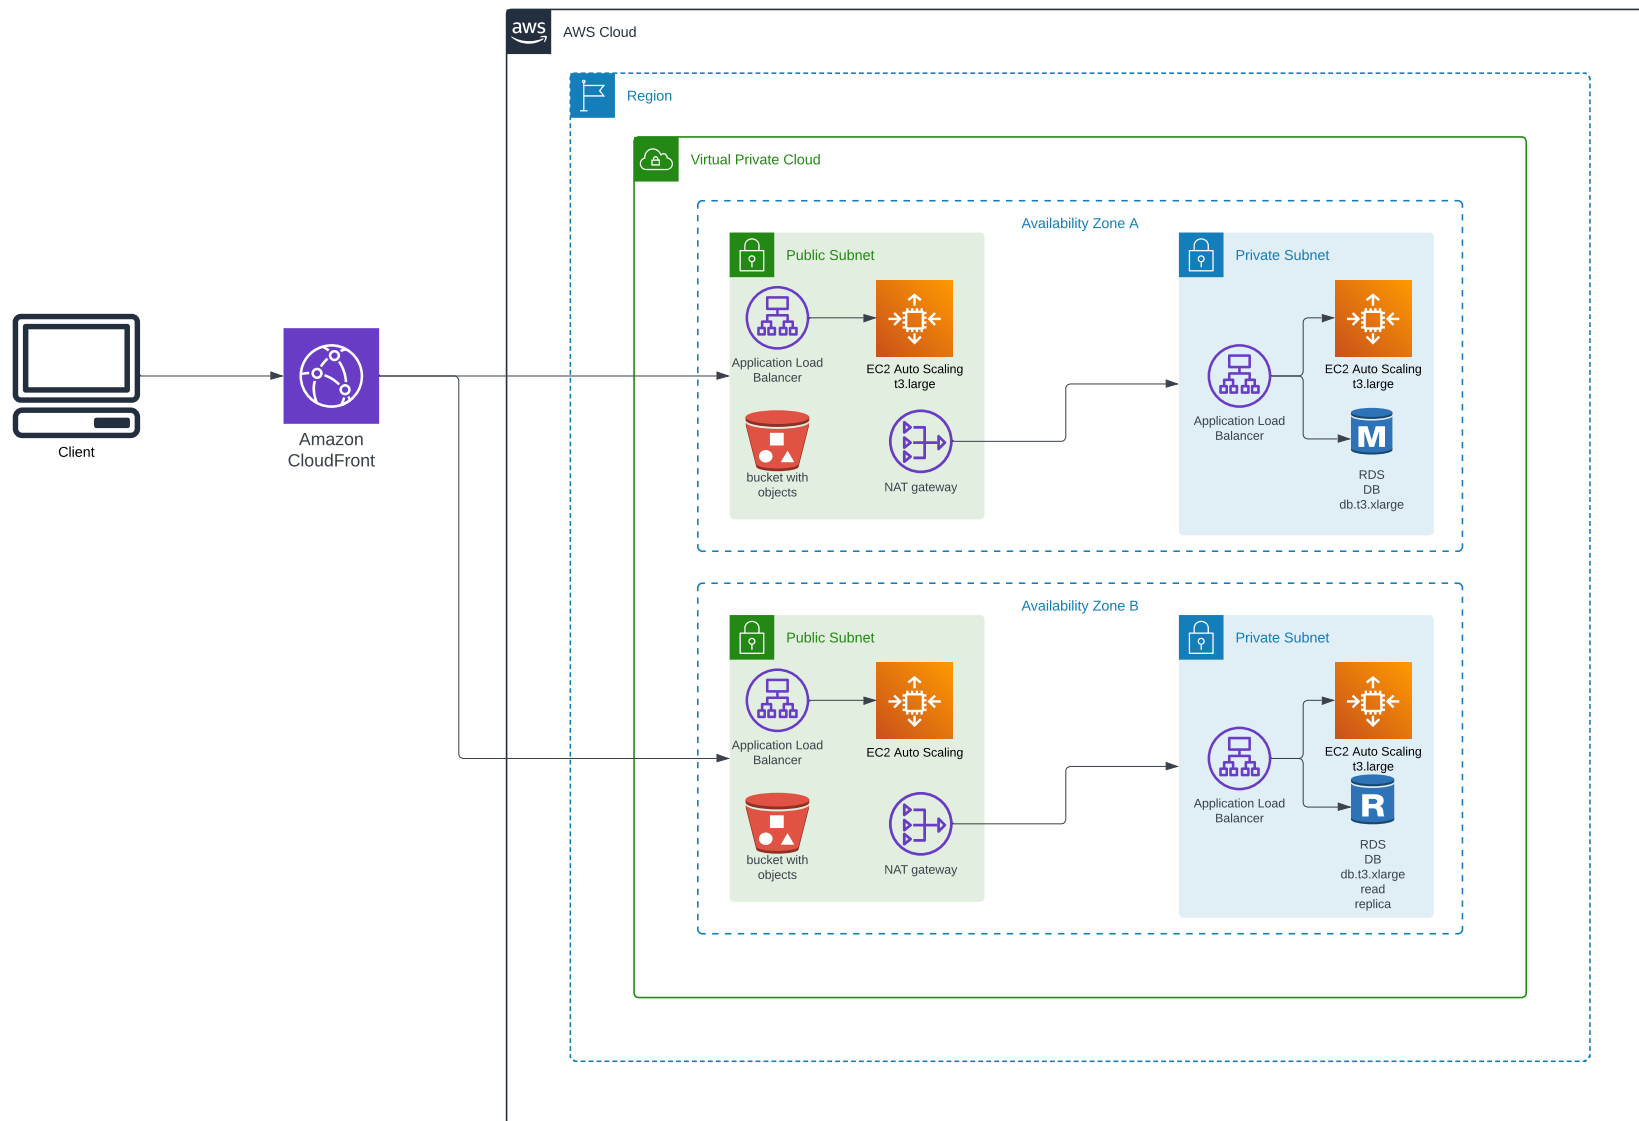 aws
AWS Cloud
Region
Virtual Private Cloud
Availability Zone A
Public Subnet
Application Load
Balancer
EC2 Auto Scaling
t3.large
bucket with
objects
NAT gateway
Private Subnet
Application Load
Balancer
EC2 Auto Scaling
t3.large
M
RDS
DB
db.t3.xlarge
Client
Amazon
CloudFront
Availability Zone B
Public Subnet
Application Load
Balancer
EC2 Auto Scaling
bucket with
objects
NAT gateway
Private Subnet
Application Load
Balancer
EC2 Auto Scaling
t3.large
R
RDS
DB
db.t3.xlarge
read
replica